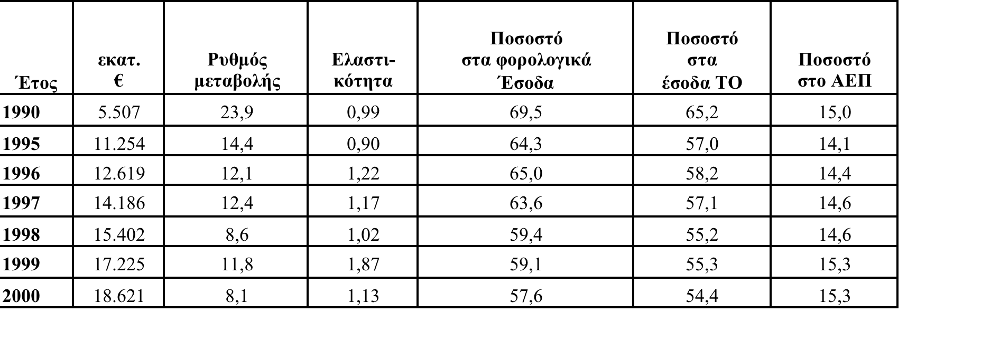 Έτος εκατ. € Ρυθμός μεταβολής Ελαστι- κότητα Ποσοστό στα φορολογικά Έσοδα Ποσοστό στα έσοδα ΤΟ Ποσοστό στο ΑΕΠ
1990 5.507 23,9 0,99 69,5 65,2 15,0
1995 11.254 14,4 0,90 64,3 57,0 14,1
1996 12.619 12,1 1,22 65,0 58,2 14,4
1997 14.186 12,4 1,17 63,6 57,1 14,6
1998 15.402 8,6 1,02 59,4 55,2 14,6
1999 17.225 11,8 1,87 59,1 55,3 15,3
2000 18.621 8,1 1,13 57,6 54,4 15,3